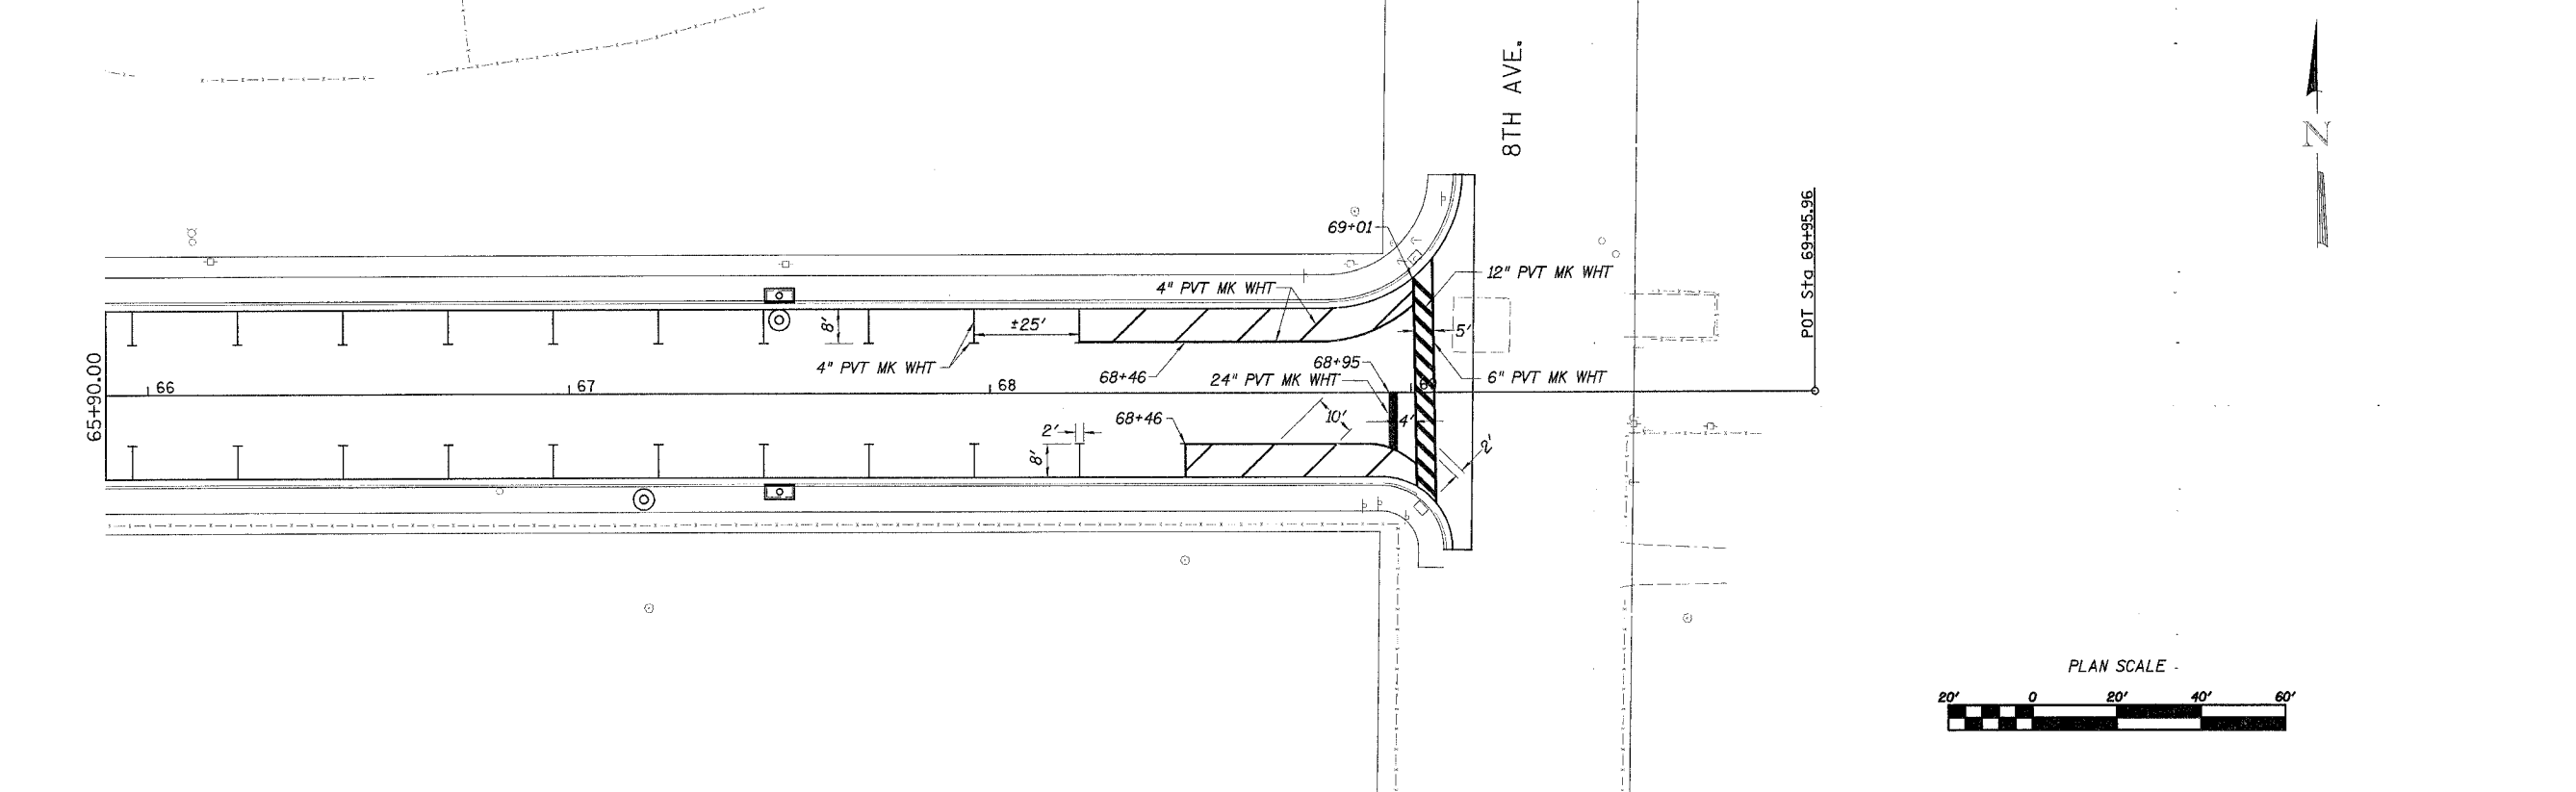 8TH AVE.
N
POT Sta 69+95.96
69+01
12" PVT MK WHT
4" PVT MK WHT
8'
±25'
5'
4" PVT MK WHT
68+46
68+95
24" PVT MK WHT
6" PVT MK WHT
65+90.00
66
67
68
2'
8'
68+46
10'
4'
2'
PLAN SCALE
20' 0 20' 40' 60'